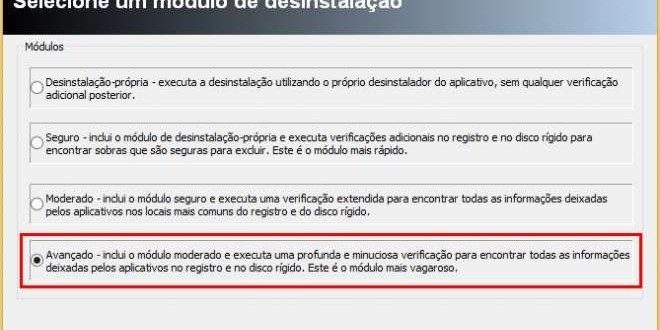 Selecione um módulo de desinstalação
Módulos
Desinstalação-própria - executa a desinstalação utilizando o próprio desinstalador do aplicativo, sem qualquer verificação
adicional posterior.
Seguro - inclui o módulo de desinstalação-própria e executa verificações adicionais no registro e no disco rígido para
encontrar sobras que são seguras para excluir. Este é o módulo mais rápido.
Moderado - inclui o módulo seguro e executa uma verificação extendida para encontrar todas as informações deixadas
pelos aplicativos nos locais mais comuns do registro e do disco rígido.
Avançado - inclui o módulo moderado e executa uma profunda e minuciosa verificação para encontrar todas as informações
deixadas pelos aplicativos no registro e no disco rígido. Este é o módulo mais vagaroso.